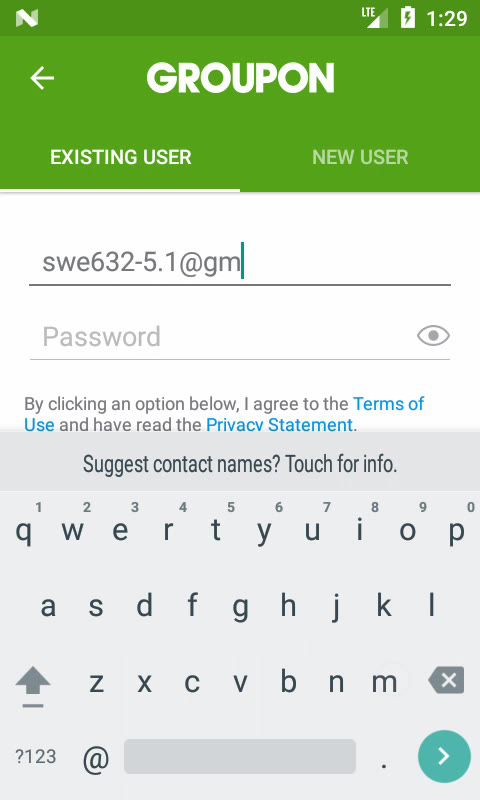 LTE 1:29
GROUPON
EXISTING USER NEW USER
swe632-5.1@gm
Password
By clicking an option below, I agree to the Terms of
Use and have read the Privacy Statement.
Suggest contact names? Touch for info.
1 2 3 4 5 6 7 8 9 0
q w e r t y u i o p
a s d f g h j k l
z x c v b n m
?123 @ .